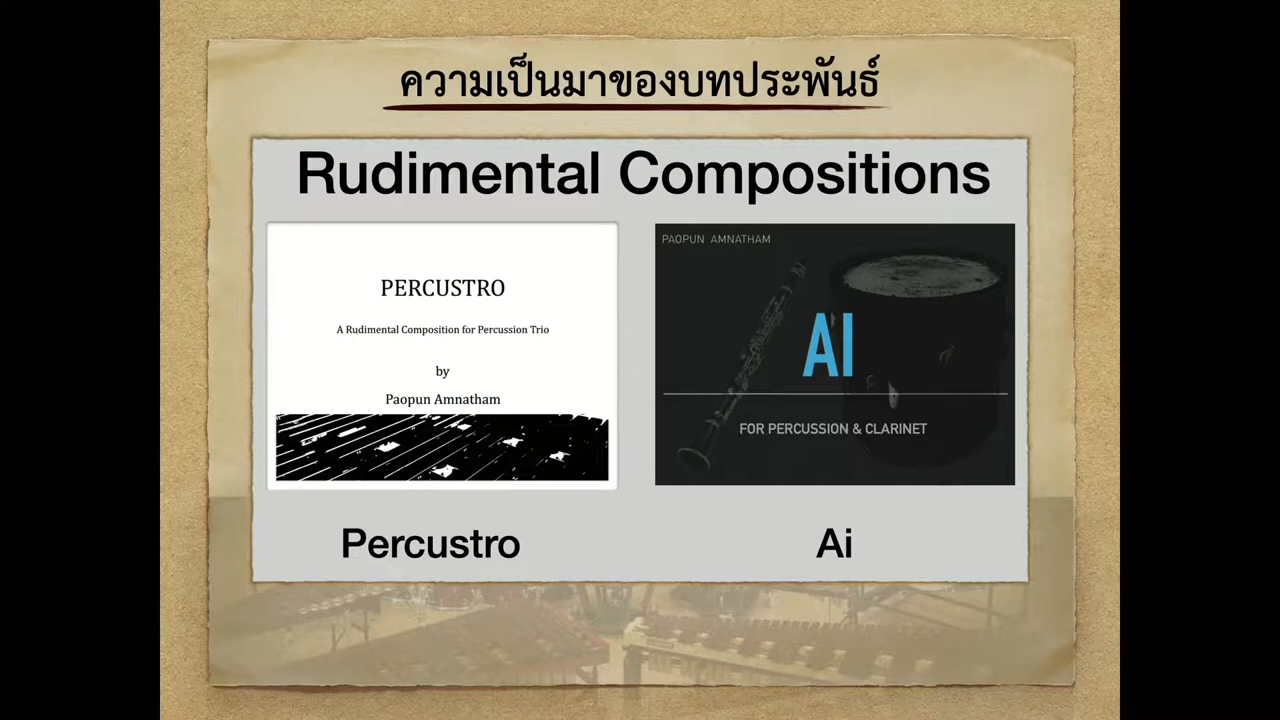 ความเป็นมาของบทประพันธ์
Rudimental Compositions
PERCUSTRO
A Rudimental Composition for Percussion Trio
by
Paopun Amnatham
PAOPUN AMNATHAM
AI
FOR PERCUSSION & CLARINET
Percustro
Ai